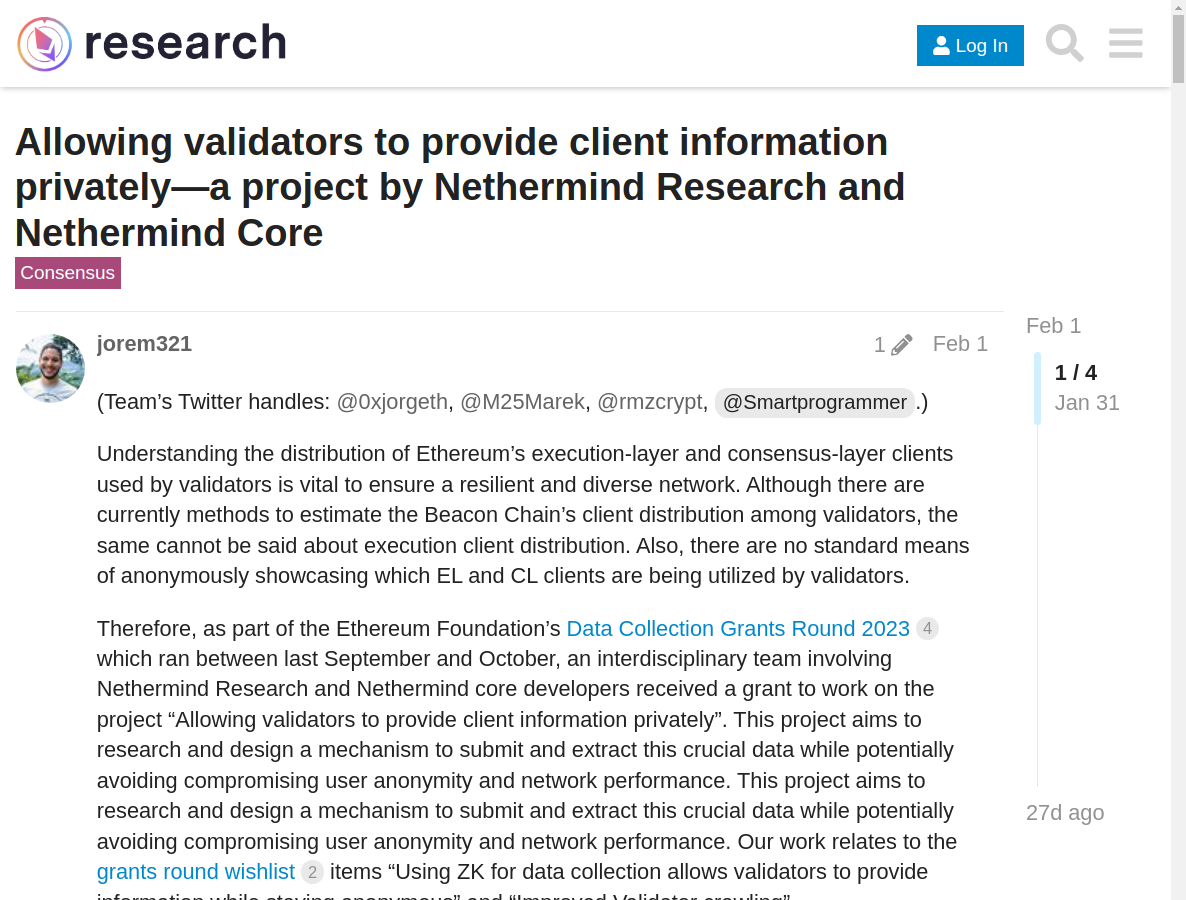 research
Log In
Allowing validators to provide client information
privately—a project by Nethermind Research and
Nethermind Core
Consensus
jorem321
1
Feb 1
(Team’s Twitter handles: @0xjorgeth, @M25Marek, @rmzcrypt, @Smartprogrammer .)
Understanding the distribution of Ethereum’s execution-layer and consensus-layer clients
used by validators is vital to ensure a resilient and diverse network. Although there are
currently methods to estimate the Beacon Chain’s client distribution among validators, the
same cannot be said about execution client distribution. Also, there are no standard means
of anonymously showcasing which EL and CL clients are being utilized by validators.
Therefore, as part of the Ethereum Foundation’s Data Collection Grants Round 2023 4
which ran between last September and October, an interdisciplinary team involving
Nethermind Research and Nethermind core developers received a grant to work on the
project “Allowing validators to provide client information privately”. This project aims to
research and design a mechanism to submit and extract this crucial data while potentially
avoiding compromising user anonymity and network performance. This project aims to
research and design a mechanism to submit and extract this crucial data while potentially
avoiding compromising user anonymity and network performance. Our work relates to the
grants round wishlist 2 items “Using ZK for data collection allows validators to provide
information while staying anonymous” and “Improved Validator crawling”
Feb 1
1 / 4
Jan 31
27d ago